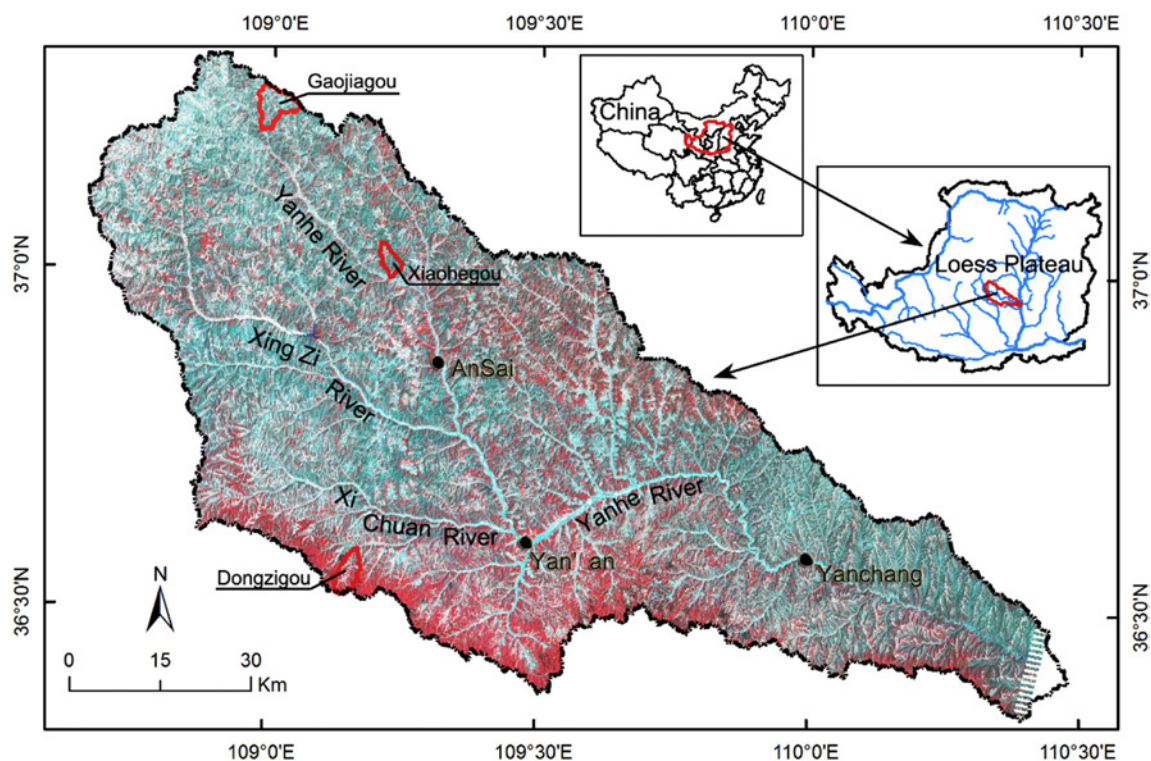 109°0'E
109°30'E
110°0'E
110°30'E
Gaojiagou
China
Yanhe River
Loess Plateau
37°0'N
Xiaohegou
37°0'N
Xing Zi
River
AnSai
Xi
Chuan River
Yanhe River
Yan' an
Yanchang
Dongzigou
36°30'N
36°30'N
N
0 15 30
Km
109°0'E
109°30'E
110°0'E
110°30'E